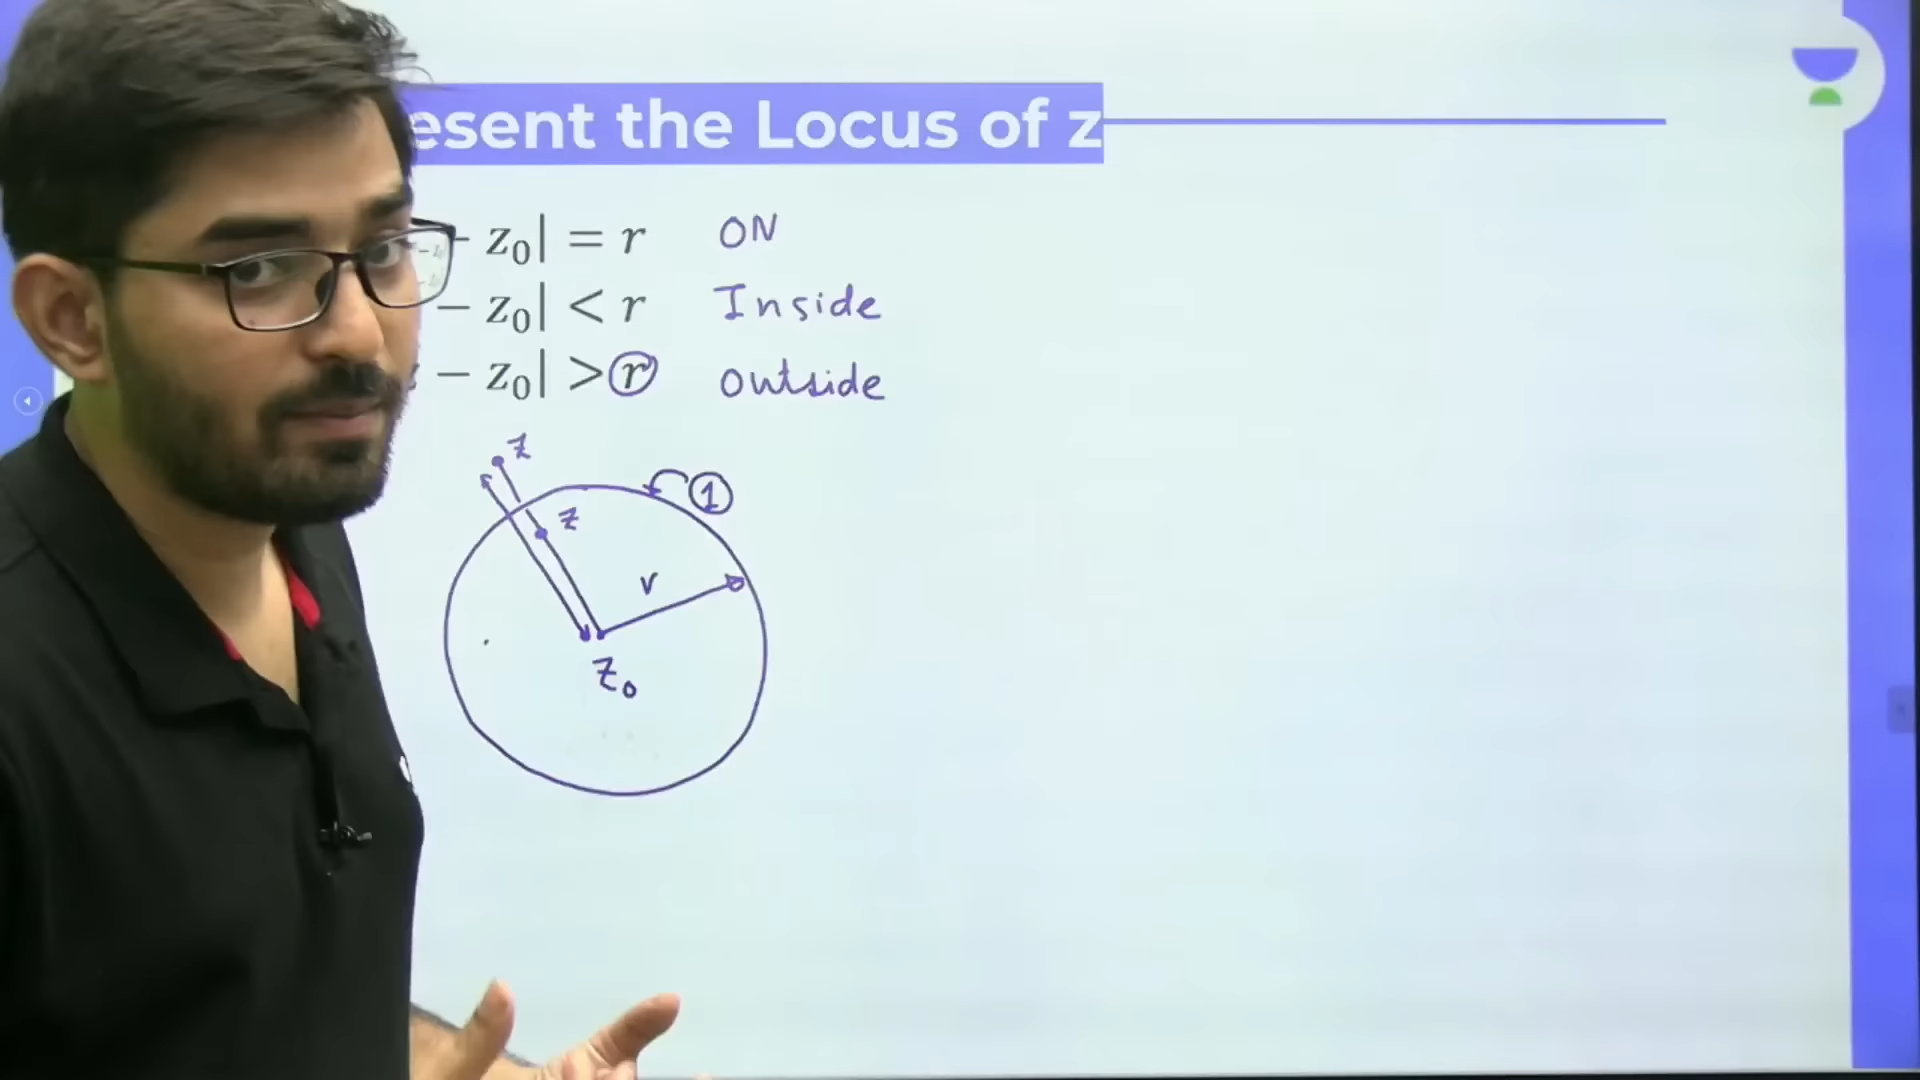 esent the Locus of z
- z₀| = r ON
- z₀| < r Inside
- z₀| > r outside
z
1
z
r
z₀